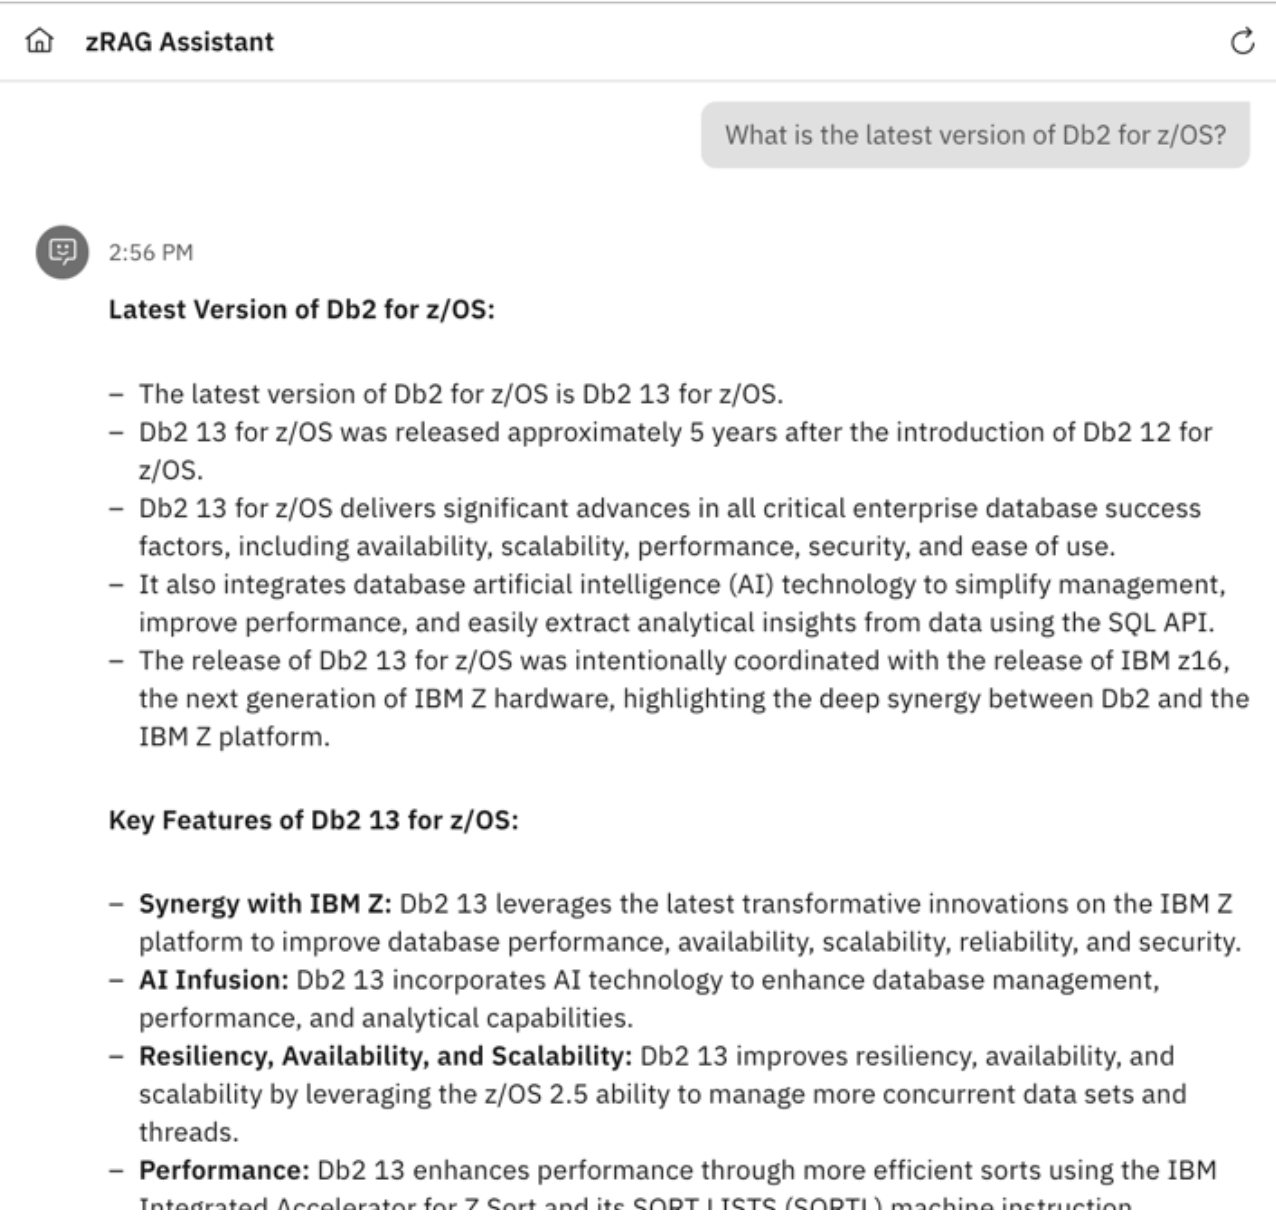 zRAG Assistant
What is the latest version of Db2 for z/OS?
2:56 PM
Latest Version of Db2 for z/OS:
– The latest version of Db2 for z/OS is Db2 13 for z/OS.
– Db2 13 for z/OS was released approximately 5 years after the introduction of Db2 12 for
z/OS.
– Db2 13 for z/OS delivers significant advances in all critical enterprise database success
factors, including availability, scalability, performance, security, and ease of use.
– It also integrates database artificial intelligence (AI) technology to simplify management,
improve performance, and easily extract analytical insights from data using the SQL API.
– The release of Db2 13 for z/OS was intentionally coordinated with the release of IBM z16,
the next generation of IBM Z hardware, highlighting the deep synergy between Db2 and the
IBM Z platform.
Key Features of Db2 13 for z/OS:
– Synergy with IBM Z: Db2 13 leverages the latest transformative innovations on the IBM Z
platform to improve database performance, availability, scalability, reliability, and security.
– AI Infusion: Db2 13 incorporates AI technology to enhance database management,
performance, and analytical capabilities.
– Resiliency, Availability, and Scalability: Db2 13 improves resiliency, availability, and
scalability by leveraging the z/OS 2.5 ability to manage more concurrent data sets and
threads.
– Performance: Db2 13 enhances performance through more efficient sorts using the IBM
Integrated Accelerator for Z Sort and its SORT LISTS (SORTL) machine instruction.